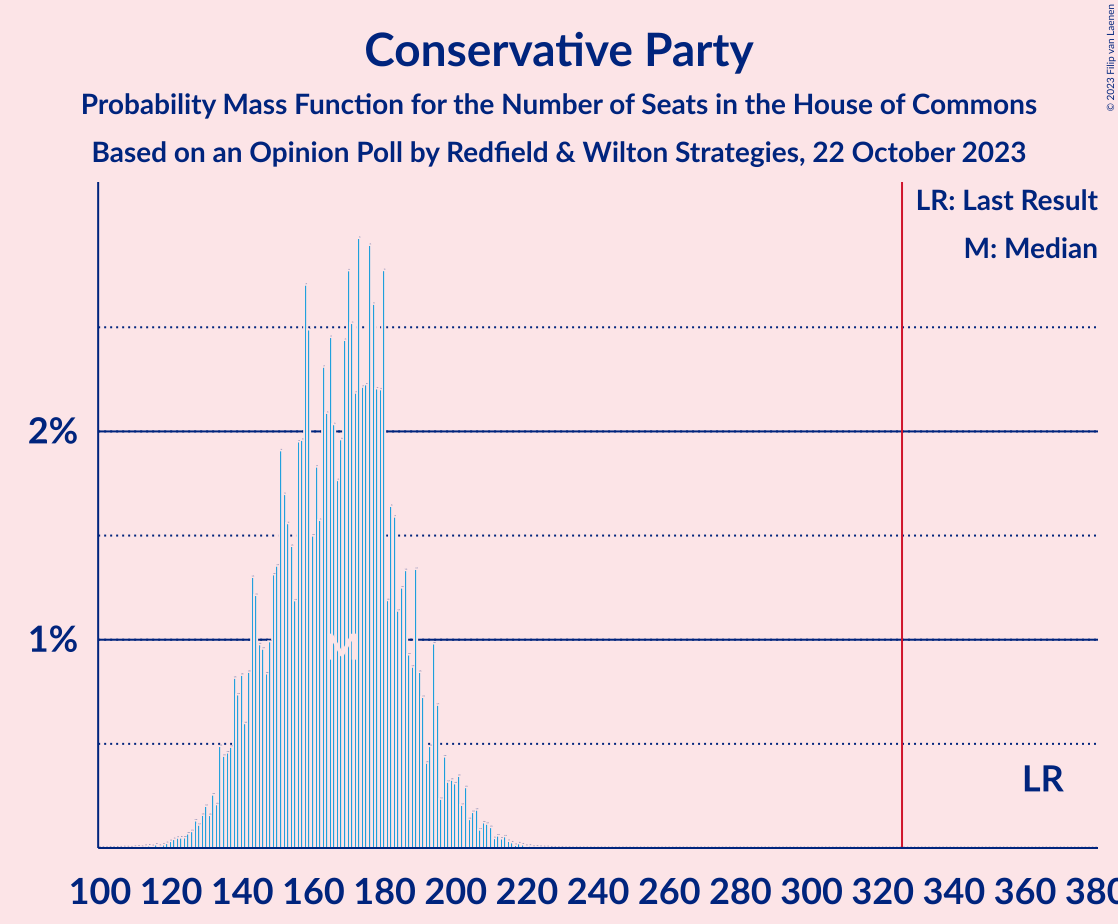 Conservative Party
Probability Mass Function for the Number of Seats in the House of Commons
Based on an Opinion Poll by Redfield & Wilton Strategies, 22 October 2023
© 2023 Filip van Laenen
LR: Last Result
M: Median
2%
1%
M
LR
100 120 140 160 180 200 220 240 260 280 300 320 340 360 380